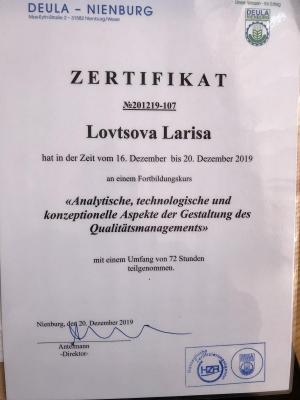 DEULA - NIENBURG
DEULA
NIENBURG
ZERTIFIKAT
№201219-107
Lovtsova Larisa
hat in der Zeit vom 16. Dezember bis 20. Dezember 2019
an einem Fortbildungskurs
«Analytische, technologische und
konzeptionelle Aspekte der Gestaltung des
Qualitätsmanagements»
mit einem Umfang von 72 Stunden
teilgenommen.
Nienburg, den 20. Dezember 2019
-Direktor-